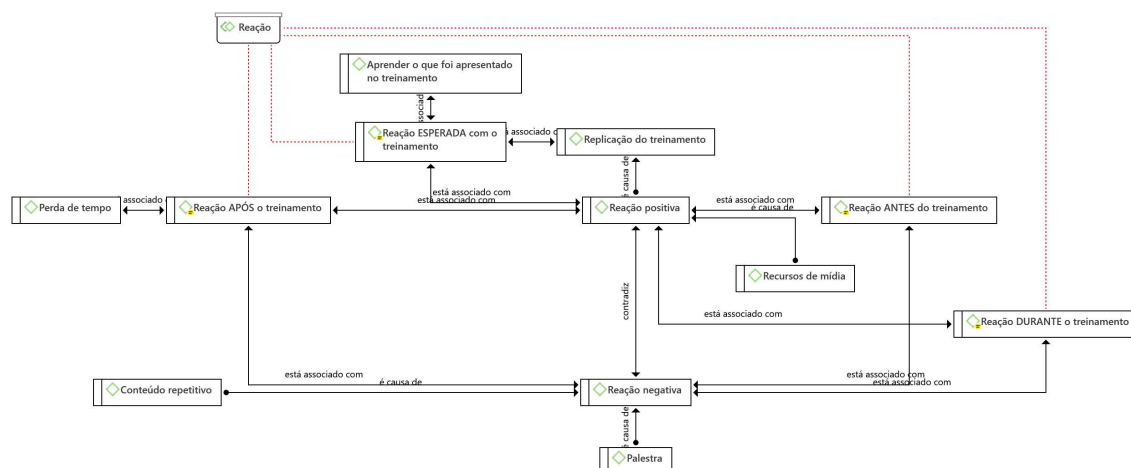 Reação
Aprender o que foi apresentado
no treinamento
associad
Reação ESPERADA com o
treinamento
á associado c
Replicação do treinamento
é causa de
está associado com
Perda de tempo
associado
Reação APÓS o treinamento
está associado com
Reação positiva
está associado com
é causa de
Reação ANTES do treinamento
Recursos de mídia
contradiz
está associado com
Reação DURANTE o treinamento
está associado com
é causa de
está associado com
está associado com
Conteúdo repetitivo
Reação negativa
é causa de
Palestra